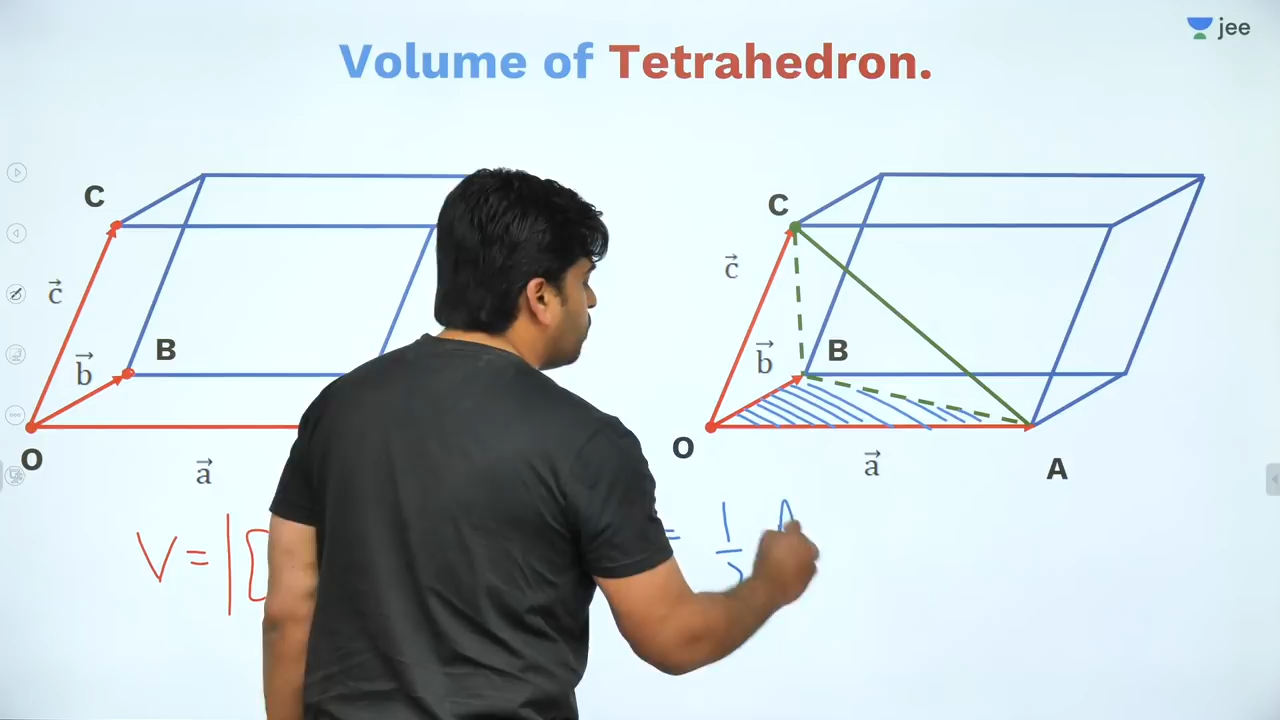 jee
Volume of Tetrahedron.
C
c⃗
b⃗
B
O
a⃗
V = |[
C
c⃗
b⃗
B
O
a⃗
A
= 1/